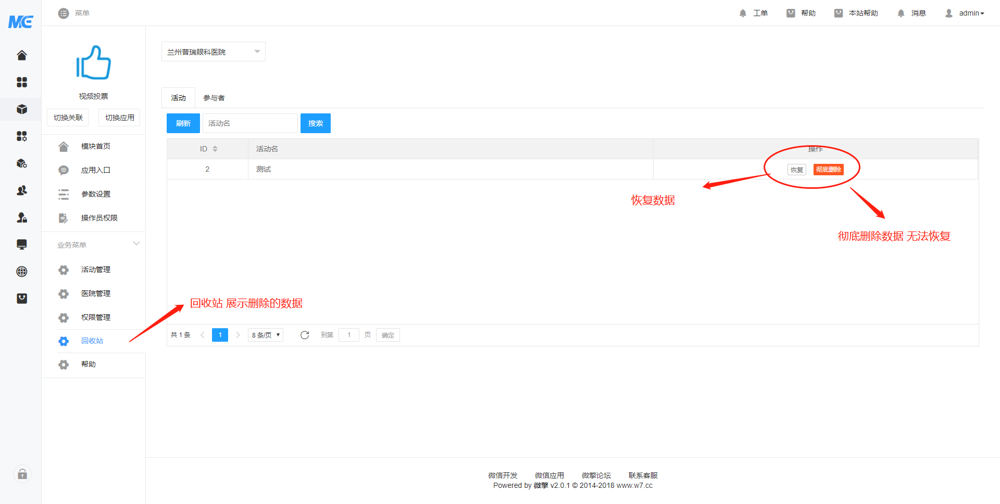 ME
菜单
工单
帮助
本站帮助
消息
admin
视频投票
切换关联
切换应用
模块首页
应用入口
参数设置
操作员权限
业务菜单
活动管理
医院管理
权限管理
回收站
帮助
兰州普瑞眼科医院
活动
参与者
刷新
活动名
搜索
ID
活动名
操作
2
测试
恢复
彻底删除
恢复数据
彻底删除数据 无法恢复
回收站 展示删除的数据
共 1 条
1
8 条/页
到第
1
页
确定
微信开发
微信应用
微擎论坛
联系客服
Powered by 微擎 v2.0.1 © 2014-2018 www.w7.cc